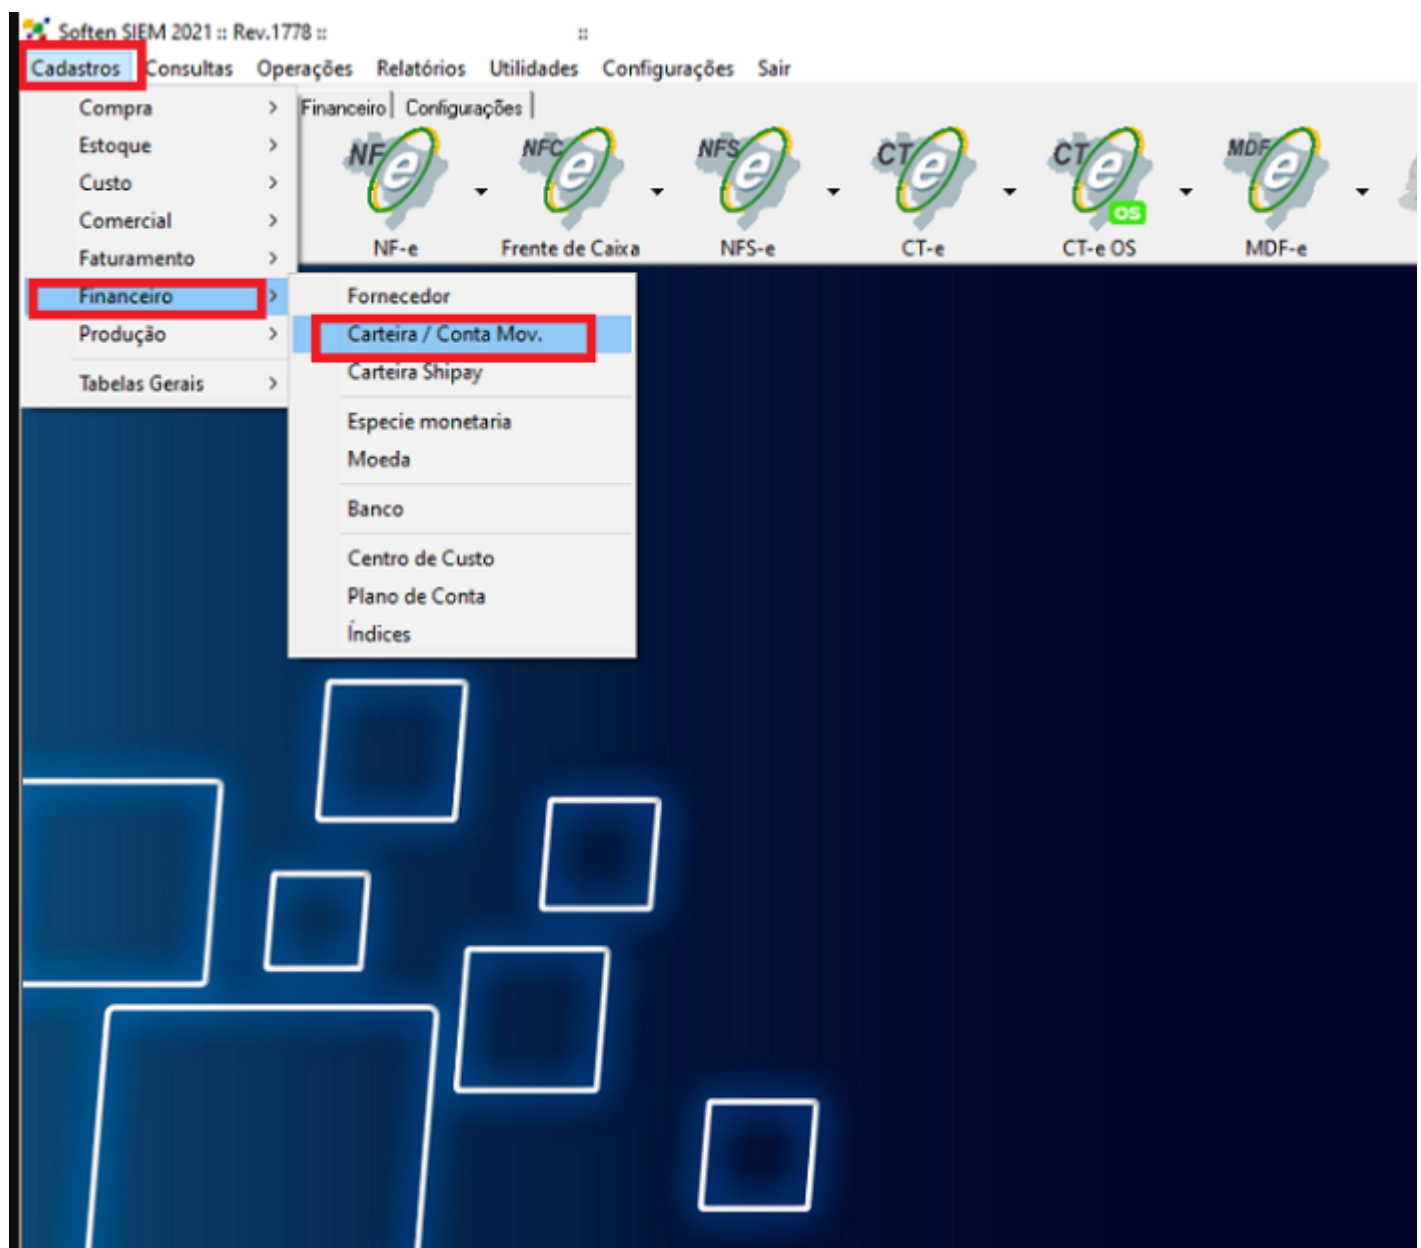 Soften SIEM 2021 :: Rev.1778 :: ::
Cadastros Consultas Operações Relatórios Utilidades Configurações Sair
Compra
Estoque
Custo
Comercial
Faturamento
Financeiro
Produção
Tabelas Gerais
Financeiro Configurações
NF e
NFC e
NFS e
CT e
CT e OS
MDF e
NF-e
Frente de Caixa
NFS-e
CT-e
CT-e OS
MDF-e
Fornecedor
Carteira / Conta Mov.
Carteira Shipay
Especie monetaria
Moeda
Banco
Centro de Custo
Plano de Conta
Índices